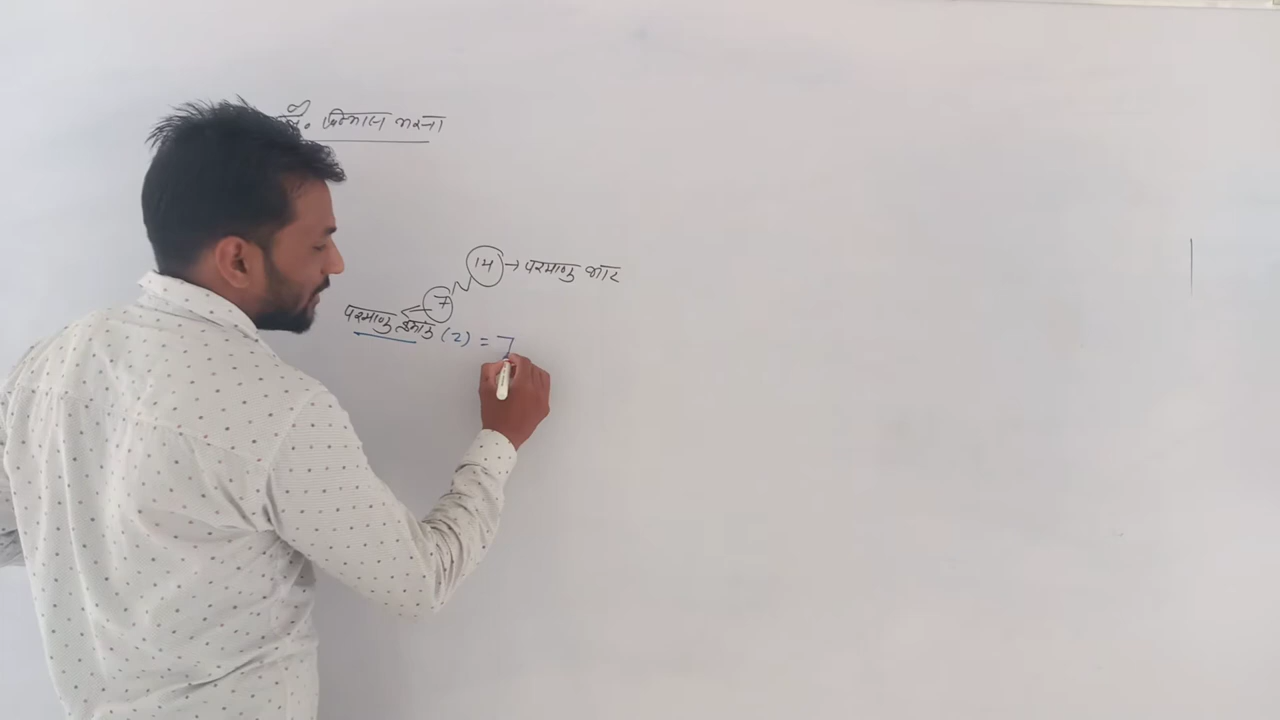 14 → परमाणु भार
7
परमाणु क्रमांक (Z) = 7